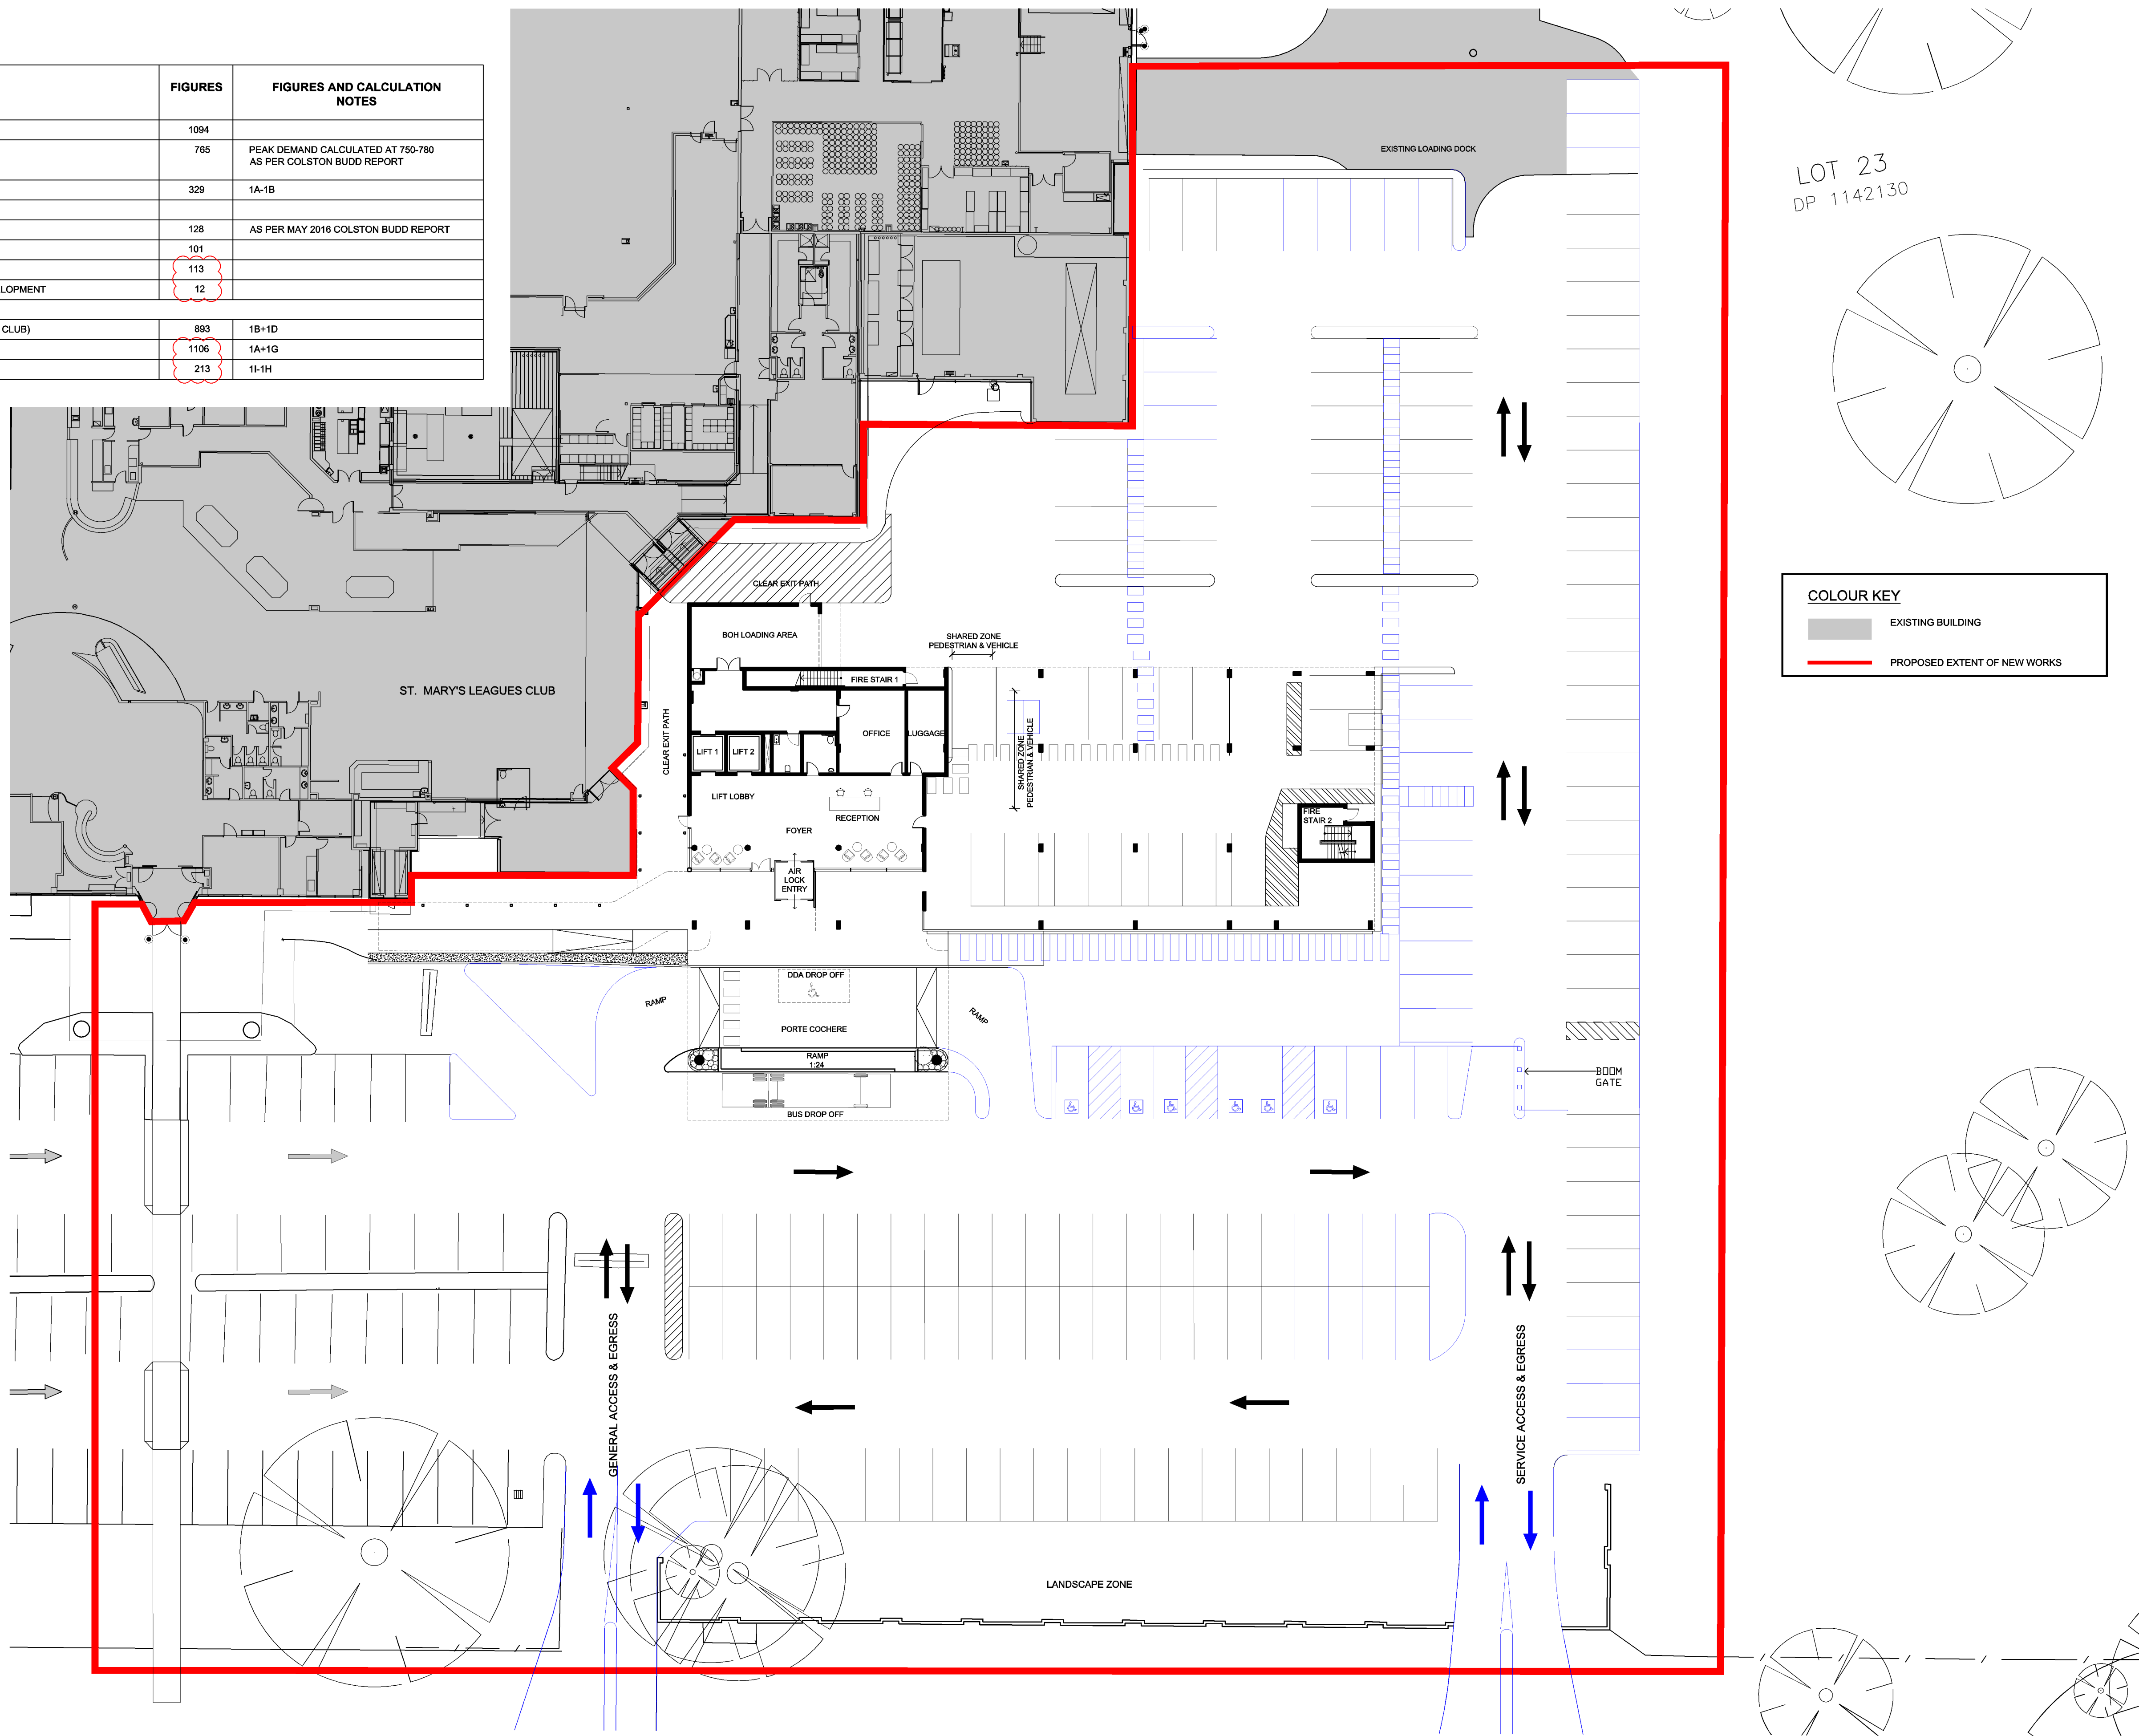 FIGURES
FIGURES AND CALCULATION
NOTES
1094
765
PEAK DEMAND CALCULATED AT 750-780
AS PER COLSTON BUDD REPORT
329
1A-1B
128
AS PER MAY 2016 COLSTON BUDD REPORT
101
113
LOPMENT
12
CLUB)
893
1B+1D
1106
1A+1G
213
1I-1H
EXISTING LOADING DOCK
LOT 23
DP 1142130
COLOUR KEY
EXISTING BUILDING
PROPOSED EXTENT OF NEW WORKS
CLEAR EXIT PATH
BOH LOADING AREA
SHARED ZONE
PEDESTRIAN & VEHICLE
FIRE STAIR 1
ST. MARY'S LEAGUES CLUB
CLEAR EXIT PATH
OFFICE
LUGGAGE
SHARED ZONE
PEDESTRIAN & VEHICLE
LIFT 1
LIFT 2
LIFT LOBBY
RECEPTION
FOYER
FIRE
STAIR 2
AIR
LOCK
ENTRY
DDA DROP OFF
RAMP
RAMP
PORTE COCHERE
RAMP
1:24
BUS DROP OFF
BOOM
GATE
GENERAL ACCESS & EGRESS
SERVICE ACCESS & EGRESS
LANDSCAPE ZONE